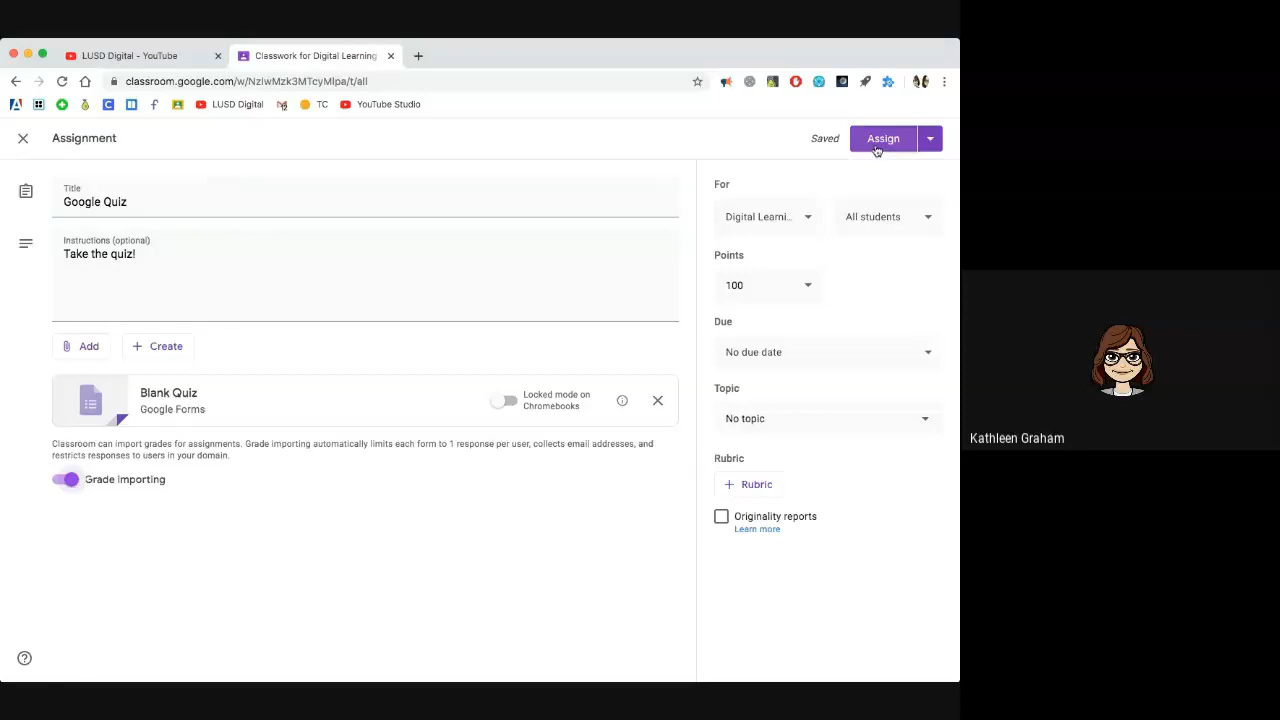 LUSD Digital - YouTube
Classwork for Digital Learning
classroom.google.com/w/NzIwMzk3MTcyMlpa/t/all
LUSD Digital
TC
YouTube Studio
Assignment
Saved
Assign
Title
Google Quiz
Instructions (optional)
Take the quiz!
Add
Create
Blank Quiz
Google Forms
Locked mode on
Chromebooks
Classroom can import grades for assignments. Grade importing automatically limits each form to 1 response per user, collects email addresses, and
restricts responses to users in your domain.
Grade importing
For
Digital Learni...
All students
Points
100
Due
No due date
Topic
No topic
Rubric
Rubric
Originality reports
Learn more
Kathleen Graham